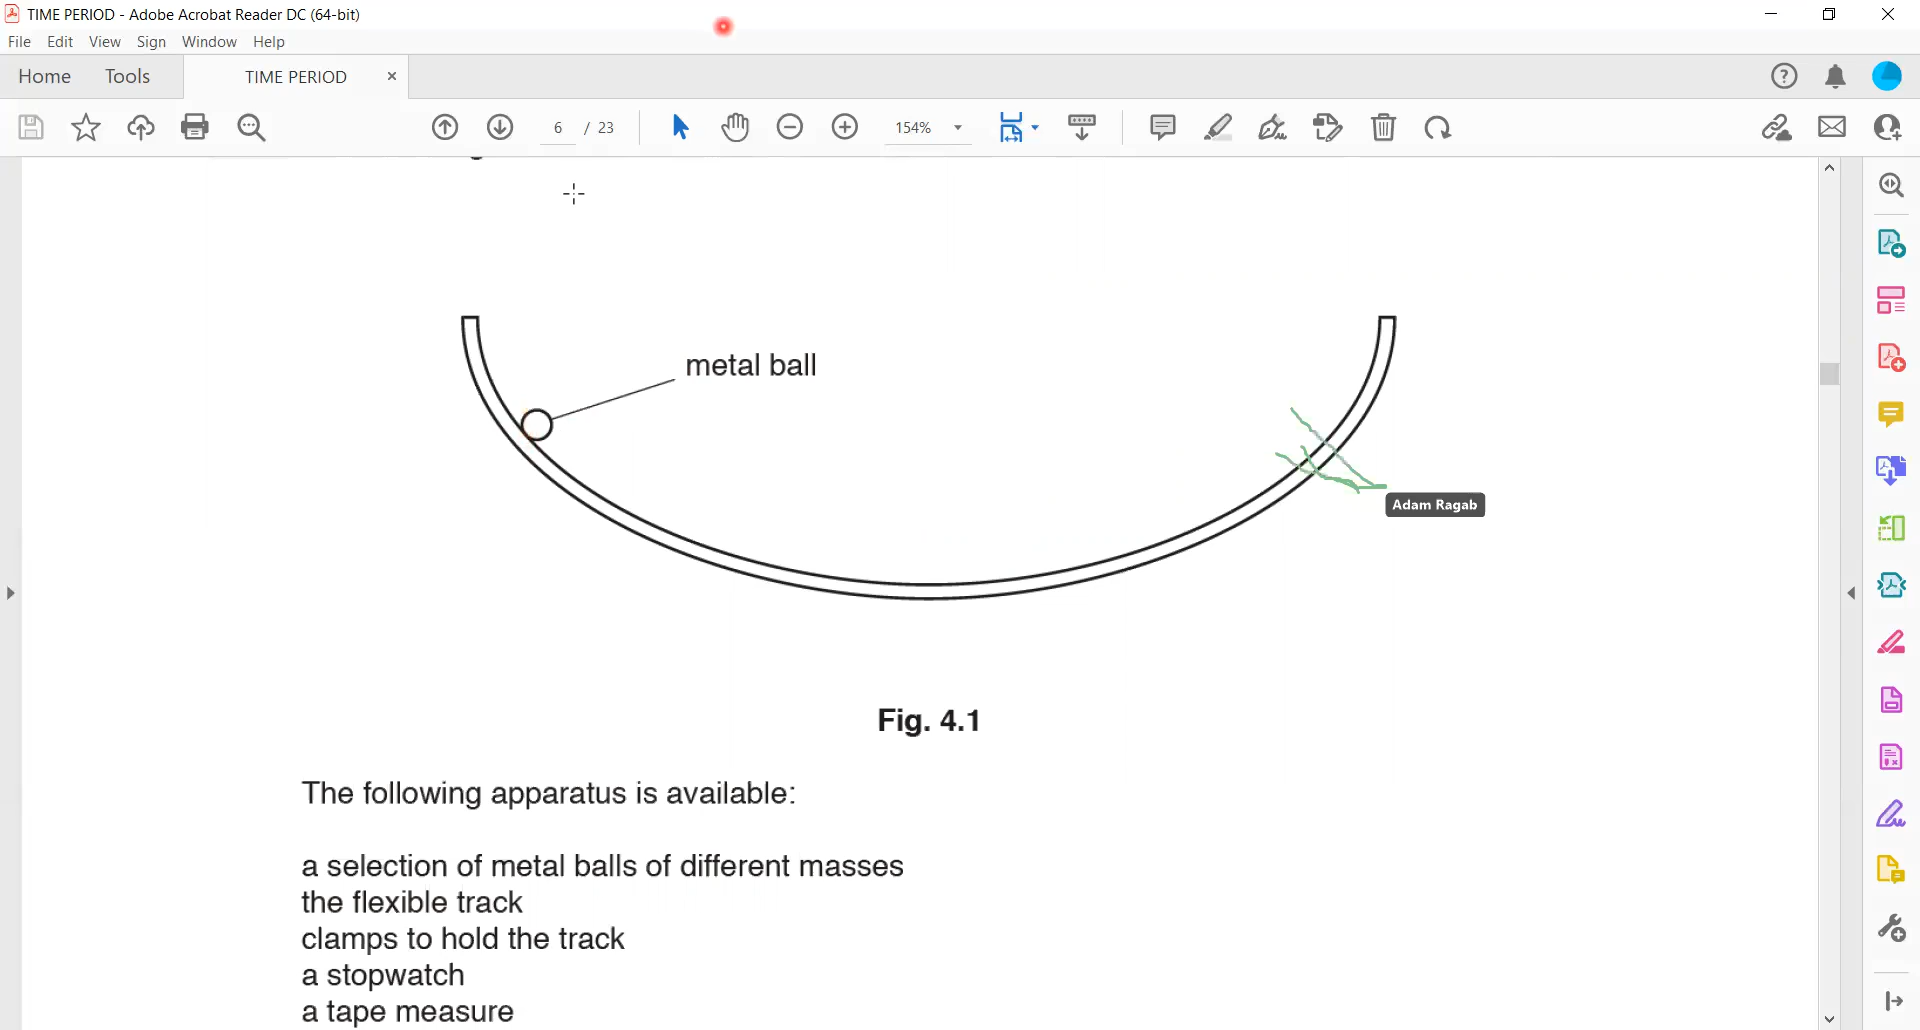 TIME PERIOD - Adobe Acrobat Reader DC (64-bit)
File Edit View Sign Window Help
Home Tools TIME PERIOD
6 / 23 154%
metal ball
Adam Ragab
Fig. 4.1
The following apparatus is available:
a selection of metal balls of different masses
the flexible track
clamps to hold the track
a stopwatch
a tape measure